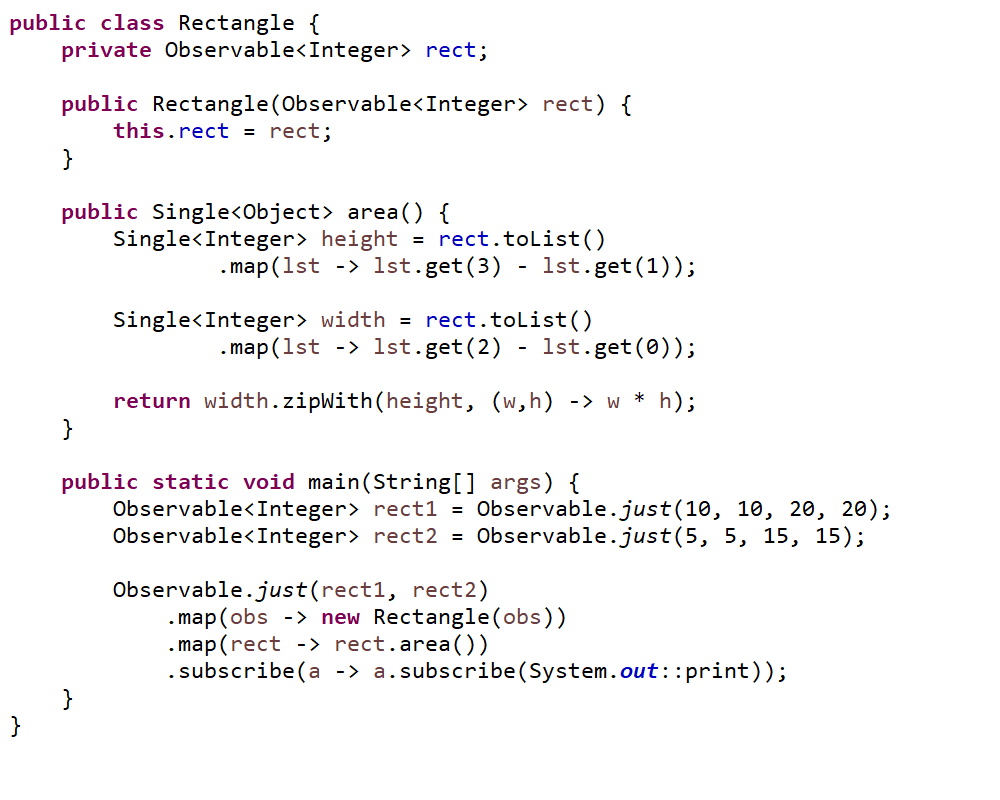 public class Rectangle {
    private Observable<Integer> rect;

    public Rectangle(Observable<Integer> rect) {
        this.rect = rect;
    }

    public Single<Object> area() {
        Single<Integer> height = rect.toList()
                .map(lst -> lst.get(3) - lst.get(1));

        Single<Integer> width = rect.toList()
                .map(lst -> lst.get(2) - lst.get(0));

        return width.zipWith(height, (w,h) -> w * h);
    }

    public static void main(String[] args) {
        Observable<Integer> rect1 = Observable.just(10, 10, 20, 20);
        Observable<Integer> rect2 = Observable.just(5, 5, 15, 15);

        Observable.just(rect1, rect2)
            .map(obs -> new Rectangle(obs))
            .map(rect -> rect.area())
            .subscribe(a -> a.subscribe(System.out::print));
    }
}